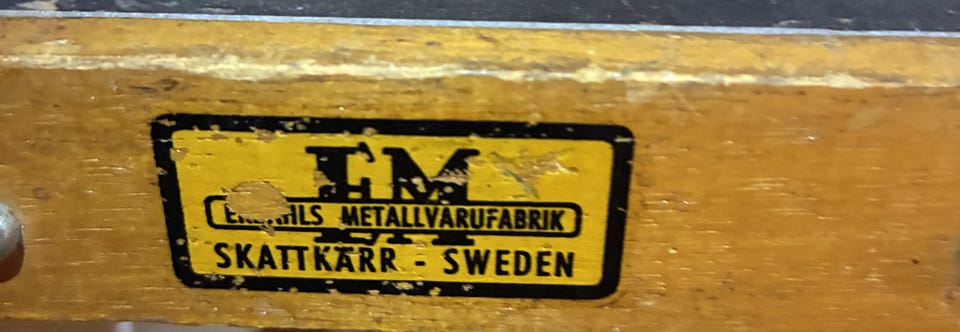 EM
METALLVARUFABRIK
SKATTKÄRR - SWEDEN